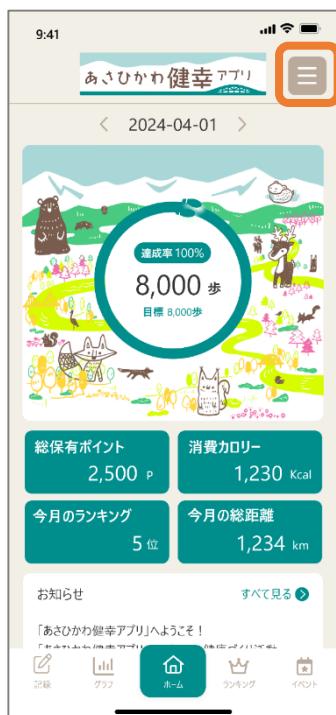 9:41
あさひかわ健幸アプリ
2024-04-01
達成率 100%
8,000 歩
目標 8,000歩
総保有ポイント
2,500 P
消費カロリー
1,230 Kcal
今月のランキング
5 位
今月の総距離
1,234 km
お知らせ
すべて見る
「あさひかわ健幸アプリ」へようこそ！
記録
グラフ
ホーム
ランキング
イベント